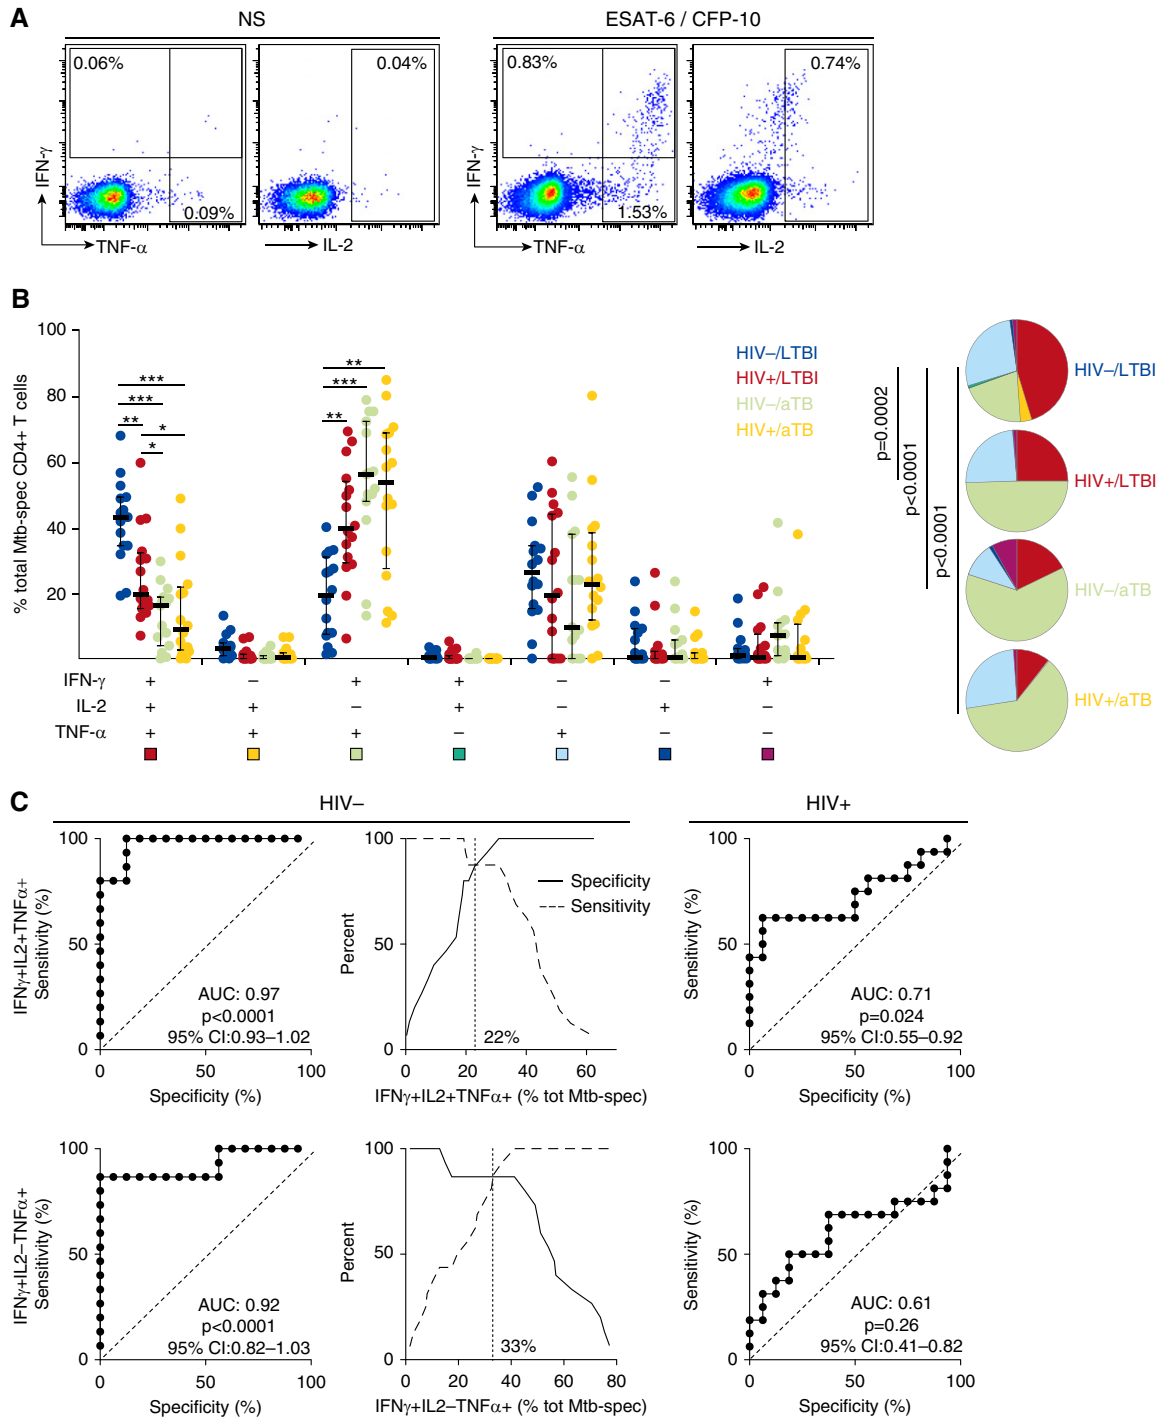 A
NS
ESAT-6 / CFP-10
0.06%
0.04%
0.83%
0.74%
0.09%
1.53%
IFN-γ
TNF-α
IL-2
IFN-γ
TNF-α
IL-2
B
% total Mtb-spec CD4+ T cells
100
80
60
40
20
***
***
**
*
*
**
***
**
HIV–/LTBI
HIV+/LTBI
HIV–/aTB
HIV+/aTB
IFN-γ + – + + – – +
IL-2 + + – + – + –
TNF-α + + + – + – –
p=0.0002
p<0.0001
p<0.0001
HIV–/LTBI
HIV+/LTBI
HIV–/aTB
HIV+/aTB
C
HIV–
HIV+
IFNγ+IL2+TNFα+
Sensitivity (%)
100
50
0
AUC: 0.97
p<0.0001
95% CI:0.93–1.02
0 50 100
Specificity (%)
Percent
100
50
0
Specificity
Sensitivity
22%
0 20 40 60
IFNγ+IL2+TNFα+ (% tot Mtb-spec)
Sensitivity (%)
100
50
0
AUC: 0.71
p=0.024
95% CI:0.55–0.92
0 50 100
Specificity (%)
IFNγ+IL2–TNFα+
Sensitivity (%)
100
50
0
AUC: 0.92
p<0.0001
95% CI:0.82–1.03
0 50 100
Specificity (%)
Percent
100
50
0
33%
0 20 40 60 80
IFNγ+IL2–TNFα+ (% tot Mtb-spec)
Sensitivity (%)
100
50
0
AUC: 0.61
p=0.26
95% CI:0.41–0.82
0 50 100
Specificity (%)